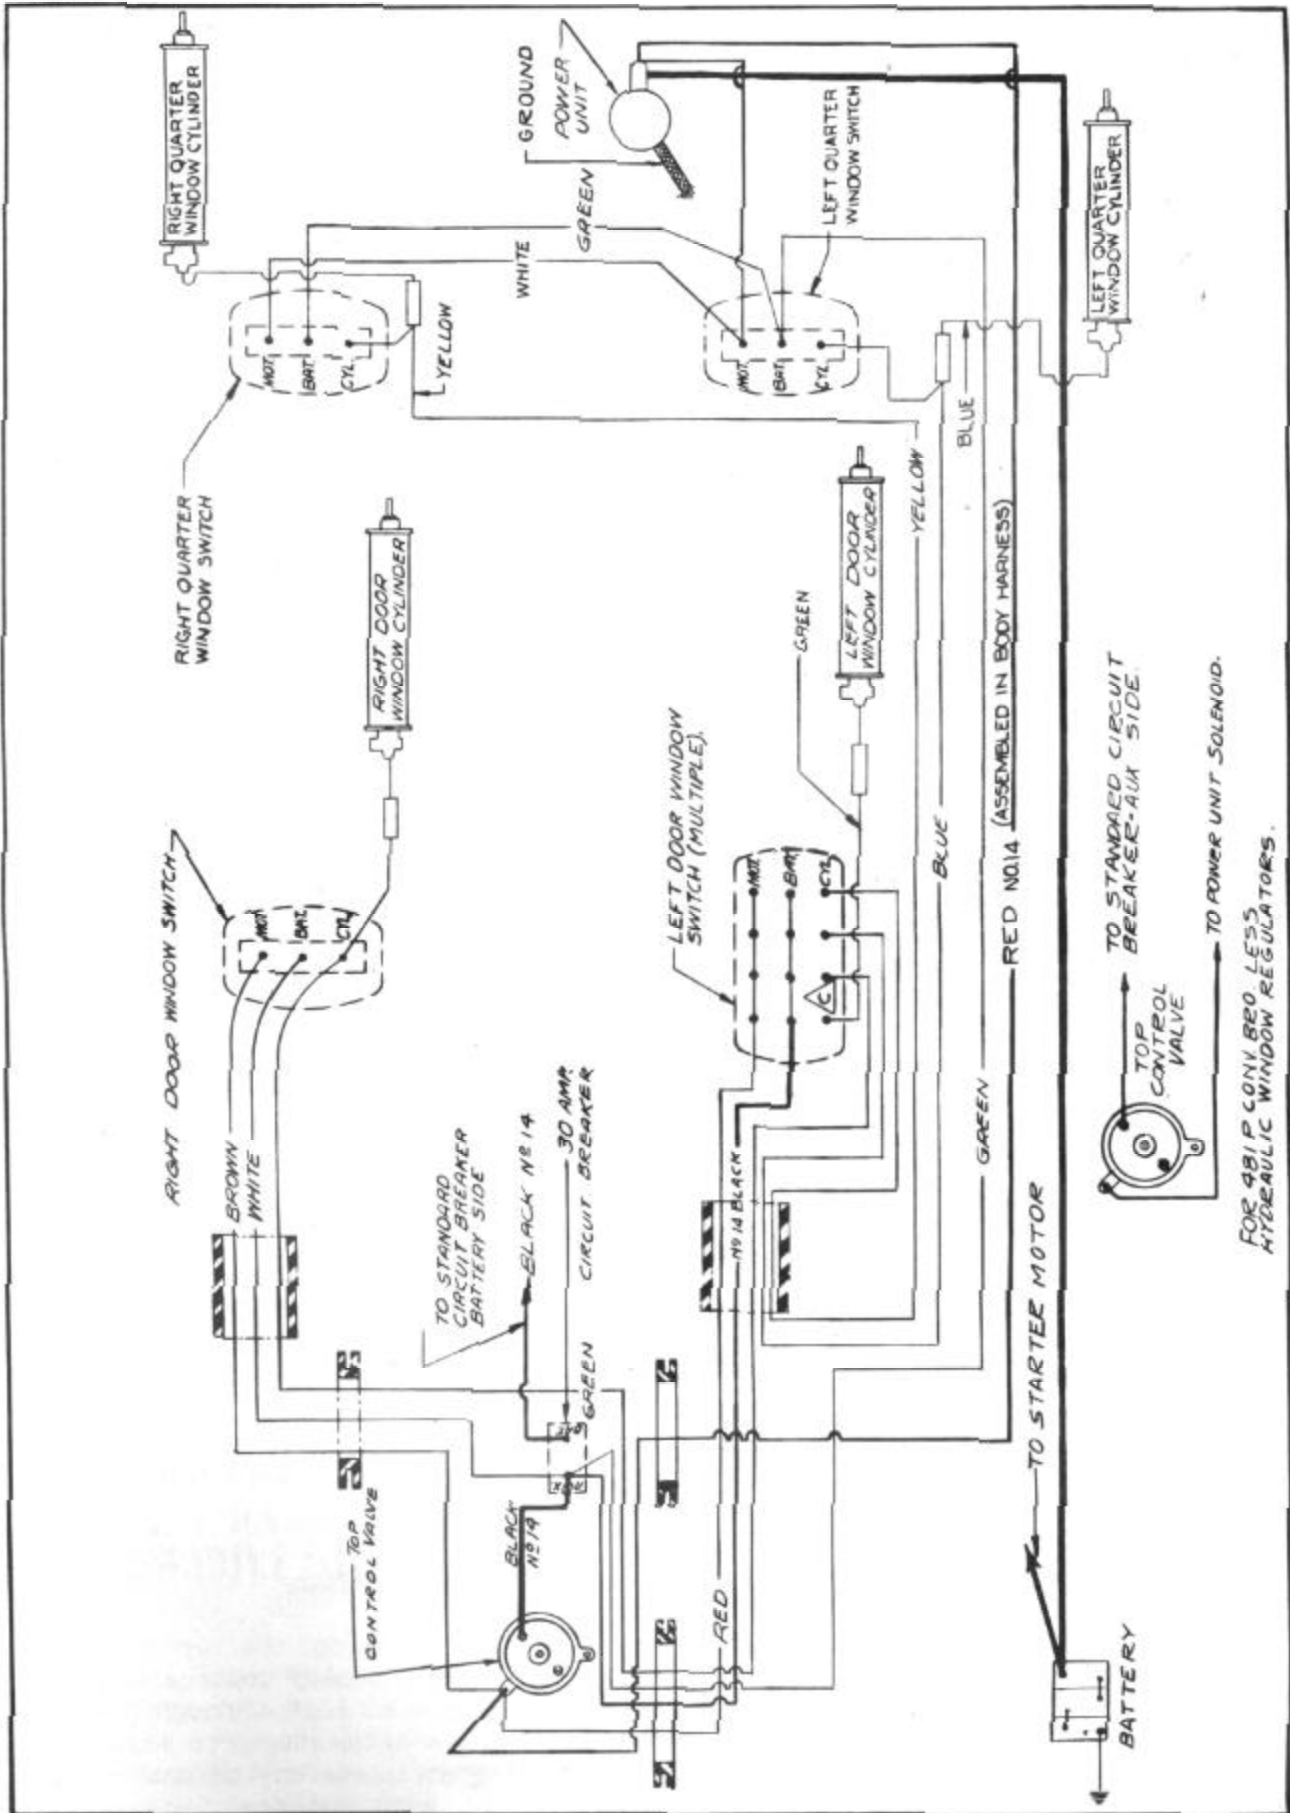 RIGHT QUARTER
WINDOW CYLINDER
GROUND
POWER
UNIT
LEFT QUARTER
WINDOW SWITCH
LEFT QUARTER
WINDOW CYLINDER
GREEN
WHITE
MOT.
BAT.
CYL.
YELLOW
MOT.
BAT.
CYL.
BLUE
RIGHT QUARTER
WINDOW SWITCH
RIGHT DOOR
WINDOW CYLINDER
YELLOW
LEFT DOOR
WINDOW CYLINDER
GREEN
RIGHT DOOR WINDOW SWITCH
MOT.
BAT.
CYL.
LEFT DOOR WINDOW
SWITCH (MULTIPLE).
MOT.
BAT.
CYL.
C
BLUE
RED NO.14 (ASSEMBLED IN BODY HARNESS)
BROWN
WHITE
TO STANDARD
CIRCUIT BREAKER
BATTERY SIDE
BLACK Nº 14
30 AMP.
CIRCUIT BREAKER
GREEN
Nº 14 BLACK
GREEN
TO STANDARD CIRCUIT
BREAKER-AUX SIDE.
TOP
CONTROL
VALVE
TO POWER UNIT SOLENOID.
FOR 481 P CONV. BRO. LESS
HYDRAULIC WINDOW REGULATORS.
TOP
CONTROL VALVE
BLACK
Nº 14
RED
TO STARTER MOTOR
BATTERY